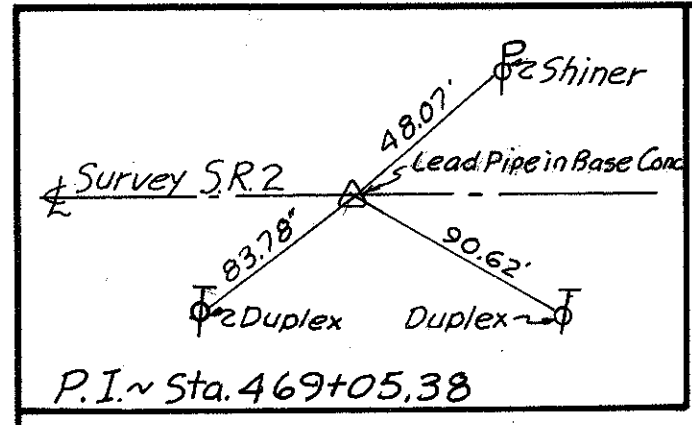 P
Shiner
48.07'
Lead Pipe in Base Conc
℄ Survey S.R.2
83.78"
90.62'
T
T
Duplex
Duplex
P.I.~ Sta. 469+05.38